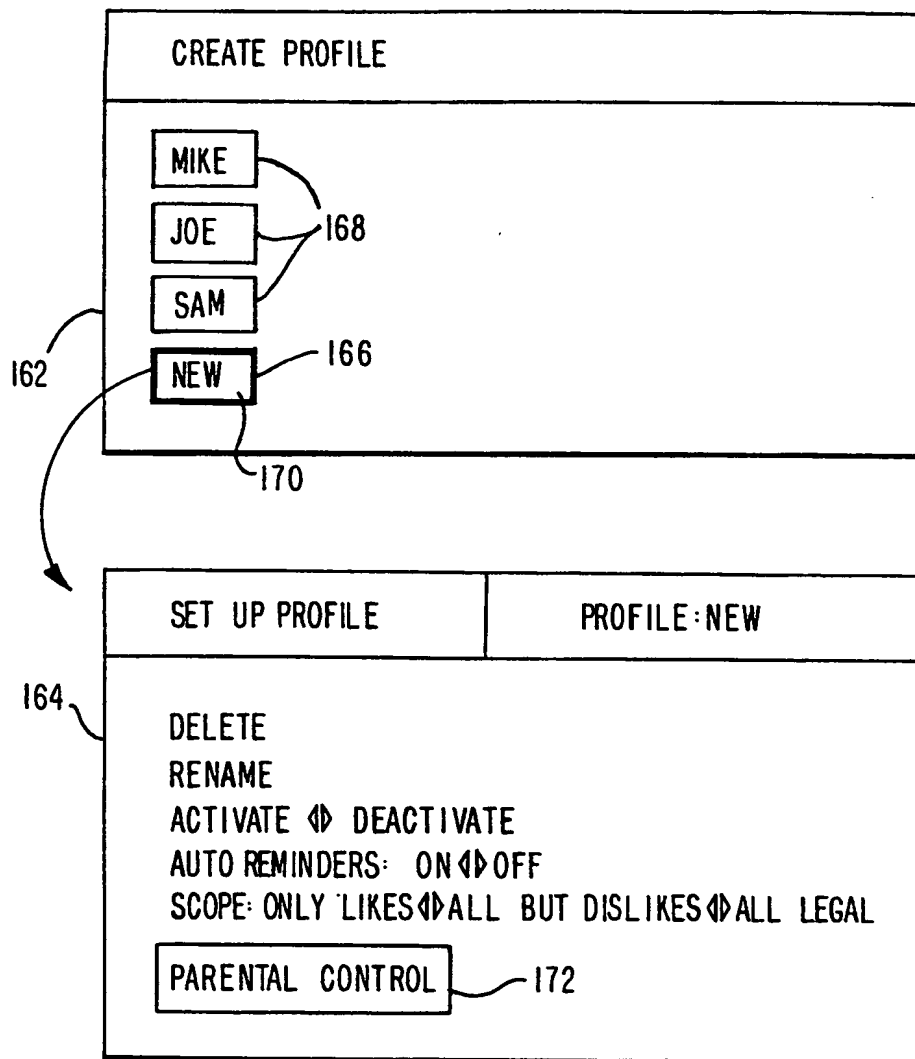 CREATE PROFILE
MIKE
JOE
168
SAM
162
166
NEW
170
SET UP PROFILE PROFILE:NEW
164
DELETE
RENAME
ACTIVATE ◁▷ DEACTIVATE
AUTO REMINDERS: ON◁▷OFF
SCOPE: ONLY LIKES◁▷ALL BUT DISLIKES◁▷ALL LEGAL
PARENTAL CONTROL
172